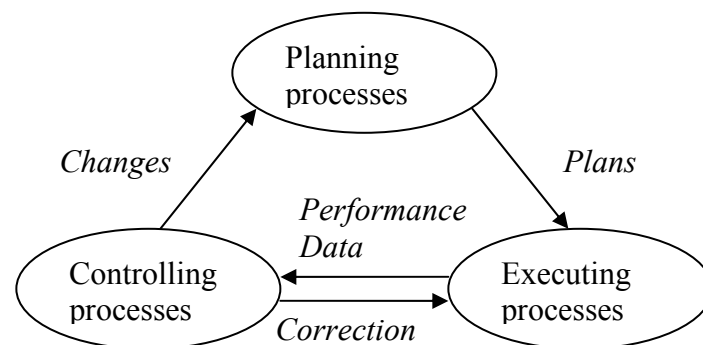 Planning
processes
Changes
Plans
Performance
Data
Controlling
processes
Executing
processes
Correction